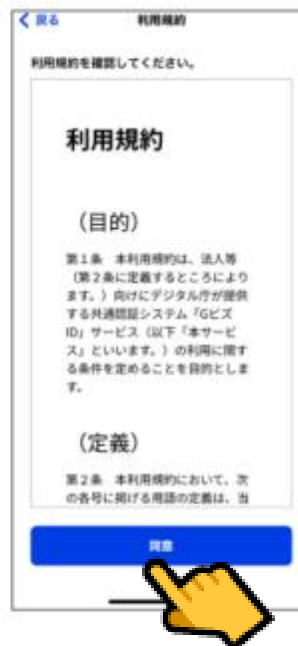 戻る
利用規約
利用規約を確認してください。
利用規約
（目的）
第１条　本利用規約は、法人等
（第２条に定義するところにより
ます。）向けにデジタル庁が提供
する共通認証システム「Gビズ
ID」サービス（以下「本サービ
ス」といいます。）の利用に関す
る条件を定めることを目的としま
す。
（定義）
第２条　本利用規約において、次
の各号に掲げる用語の定義は、当
同意